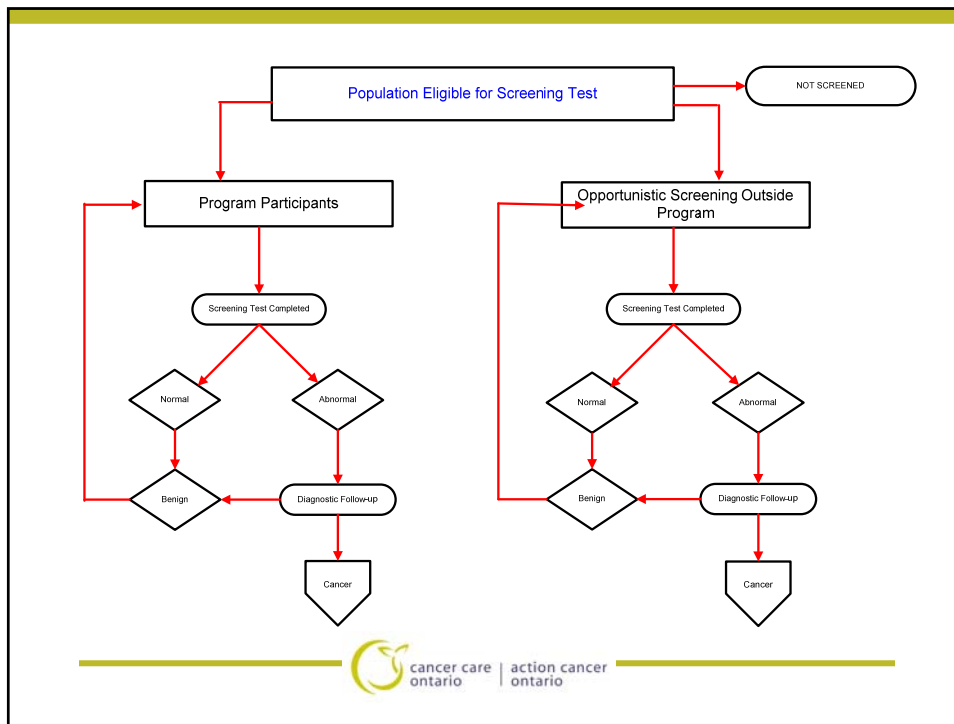 Population Eligible for Screening Test
NOT SCREENED
Program Participants
Opportunistic Screening Outside
Program
Screening Test Completed
Screening Test Completed
Normal
Abnormal
Normal
Abnormal
Benign
Diagnostic Follow-up
Benign
Diagnostic Follow-up
Cancer
Cancer
cancer care
ontario
action cancer
ontario